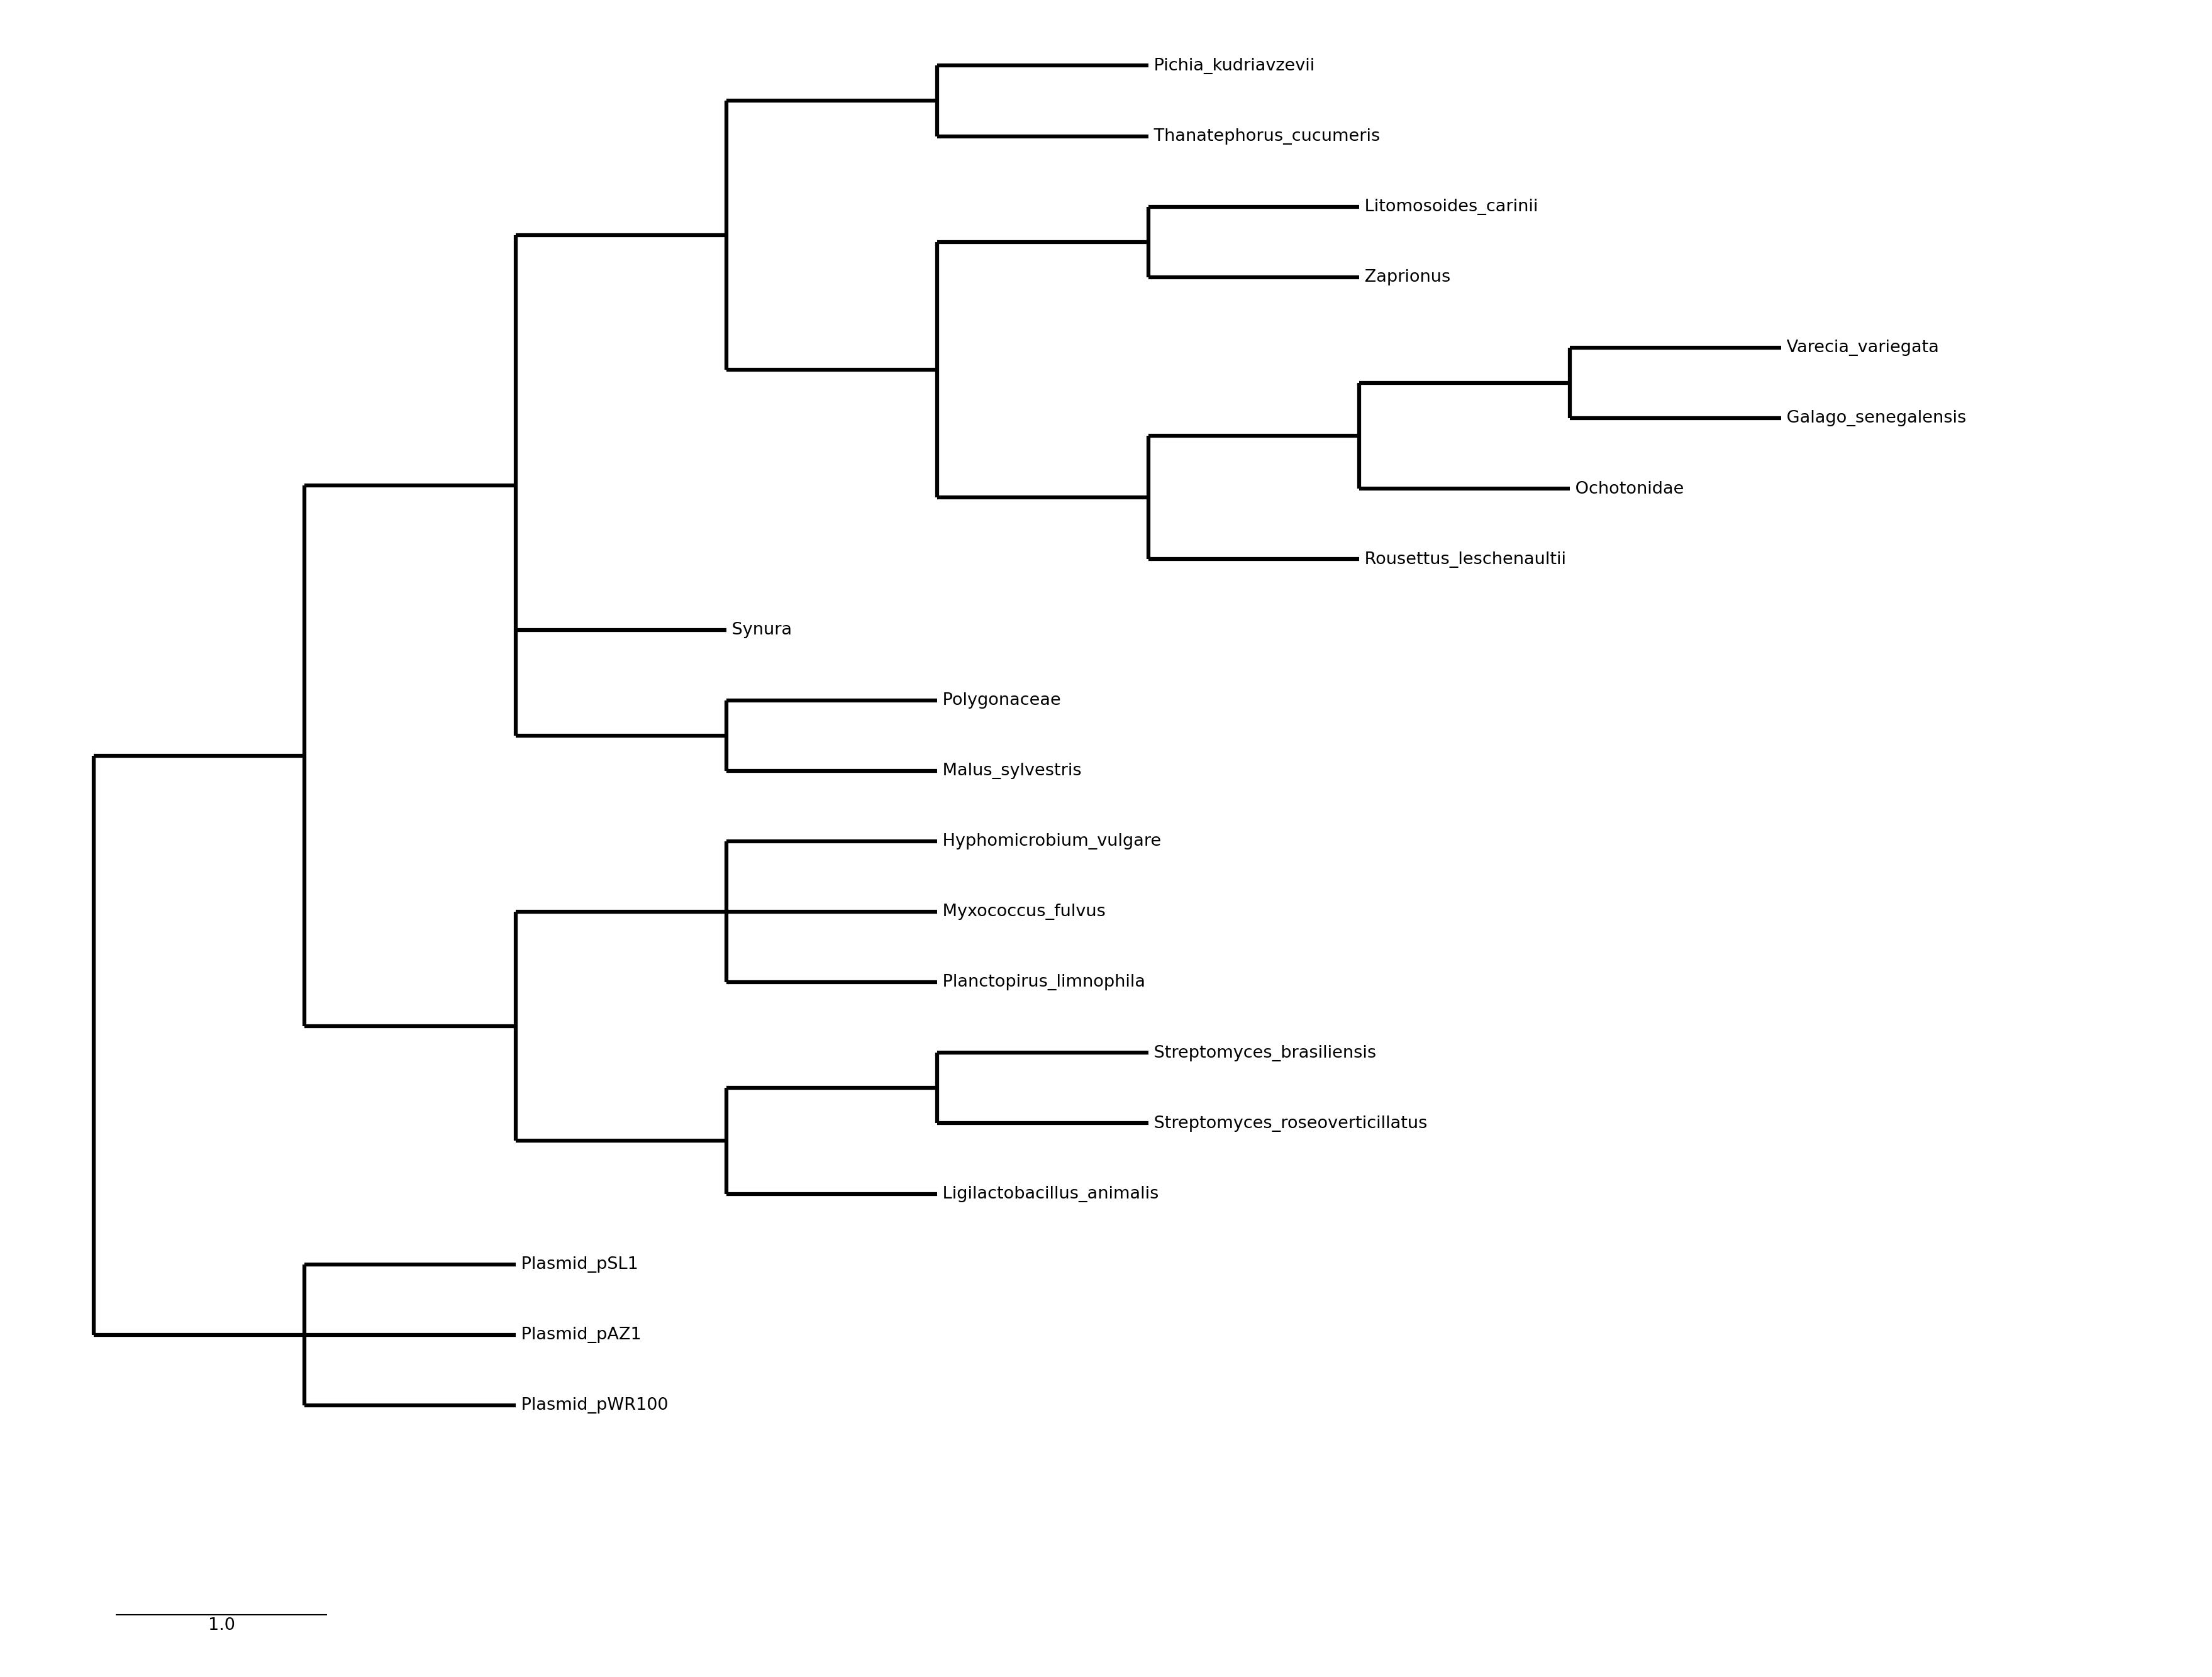 Pichia_kudriavzevii
Thanatephorus_cucumeris
Litomosoides_carinii
Zaprionus
Varecia_variegata
Galago_senegalensis
Ochotonidae
Rousettus_leschenaultii
Synura
Polygonaceae
Malus_sylvestris
Hyphomicrobium_vulgare
Myxococcus_fulvus
Planctopirus_limnophila
Streptomyces_brasiliensis
Streptomyces_roseoverticillatus
Ligilactobacillus_animalis
Plasmid_pSL1
Plasmid_pAZ1
Plasmid_pWR100
1.0